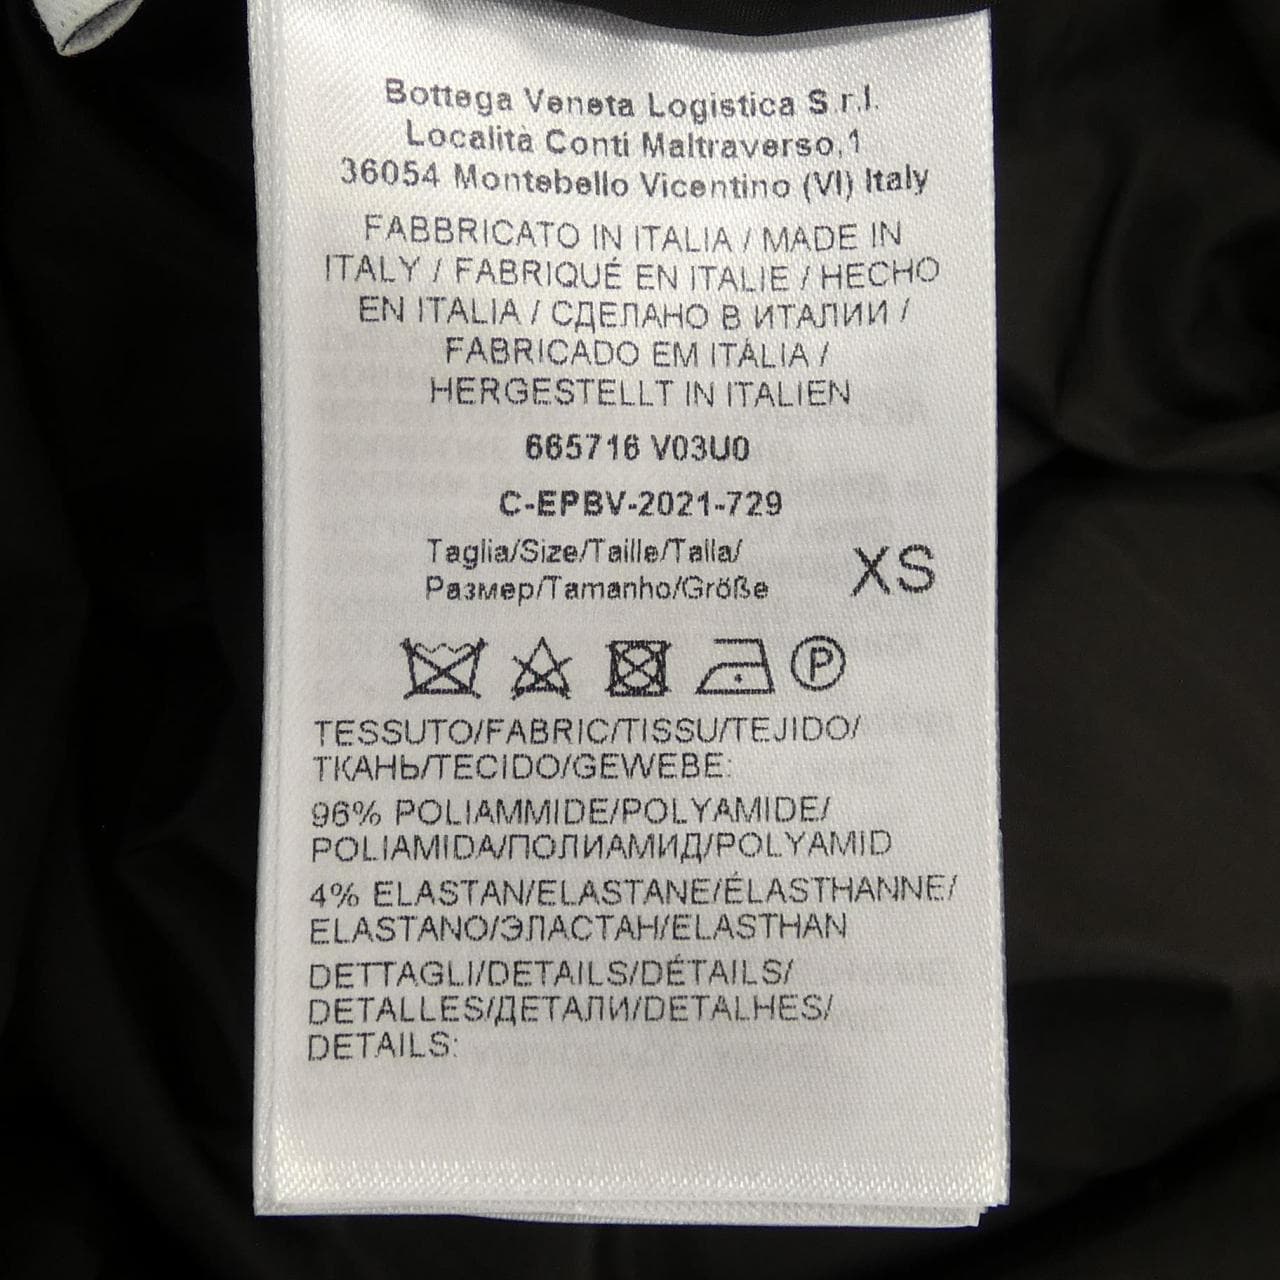 Bottega Veneta Logistica S.r.l.
Località Conti Maltraverso,1
36054 Montebello Vicentino (VI) Italy
FABBRICATO IN ITALIA / MADE IN
ITALY / FABRIQUÉ EN ITALIE / HECHO
EN ITALIA / СДЕЛАНО В ИТАЛИИ /
FABRICADO EM ITÁLIA /
HERGESTELLT IN ITALIEN
665716 V03U0
C-EPBV-2021-729
Taglia/Size/Taille/Talla/
Размер/Tamanho/Größe
XS
P
TESSUTO/FABRIC/TISSU/TEJIDO/
ТКАНЬ/TECIDO/GEWEBE:
96% POLIAMMIDE/POLYAMIDE/
POLIAMIDA/ПОЛИАМИД/POLYAMID
4% ELASTAN/ELASTANE/ÉLASTHANNE/
ELASTANO/ЭЛАСТАН/ELASTHAN
DETTAGLI/DETAILS/DÉTAILS/
DETALLES/ДЕТАЛИ/DETALHES/
DETAILS: